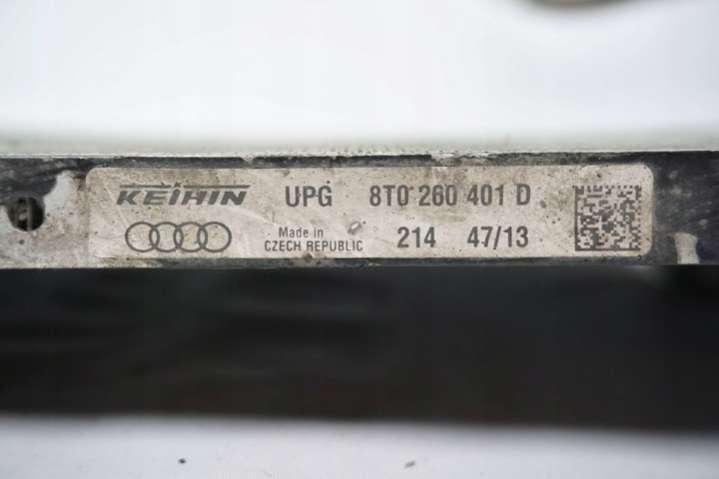 KEIHIN UPG 8T0 260 401 D
Made in
CZECH REPUBLIC 214 47/13